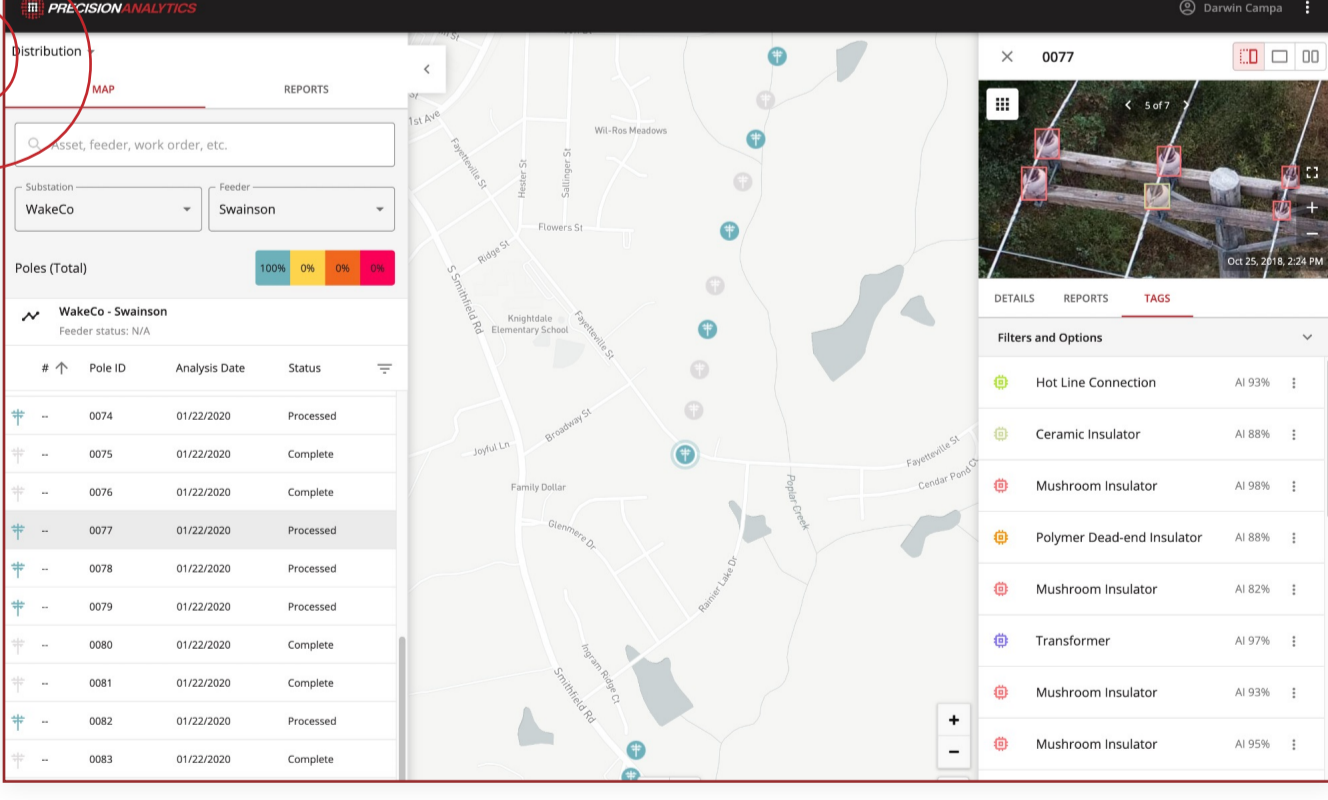 PRECISIONANALYTICS
Darwin Campa
Distribution
MAP
REPORTS
Asset, feeder, work order, etc.
Substation
WakeCo
Feeder
Swainson
Poles (Total)
100% 0% 0% 0%
WakeCo - Swainson
Feeder status: N/A
# Pole ID Analysis Date Status
-- 0074 01/22/2020 Processed
-- 0075 01/22/2020 Complete
-- 0076 01/22/2020 Complete
-- 0077 01/22/2020 Processed
-- 0078 01/22/2020 Processed
-- 0079 01/22/2020 Processed
-- 0080 01/22/2020 Complete
-- 0081 01/22/2020 Complete
-- 0082 01/22/2020 Processed
-- 0083 01/22/2020 Complete
1st Ave
Wil-Ros Meadows
Fayetteville St
Hester St
Sallinger St
Flowers St
Ridge St
S Smithfield Rd
Knightdale
Elementary School
Fayetteville St
Broadway St
Joyful Ln
Fayetteville St
Cendar Pond Ct
Family Dollar
Poplar Creek
Glenmere Dr
Rainier Lake Dr
Ingram Ridge Ct
Smithfield Rd
+
−
0077
5 of 7
+
−
Oct 25, 2018, 2:24 PM
DETAILS
REPORTS
TAGS
Filters and Options
Hot Line Connection AI 93%
Ceramic Insulator AI 88%
Mushroom Insulator AI 98%
Polymer Dead-end Insulator AI 88%
Mushroom Insulator AI 82%
Transformer AI 97%
Mushroom Insulator AI 93%
Mushroom Insulator AI 95%